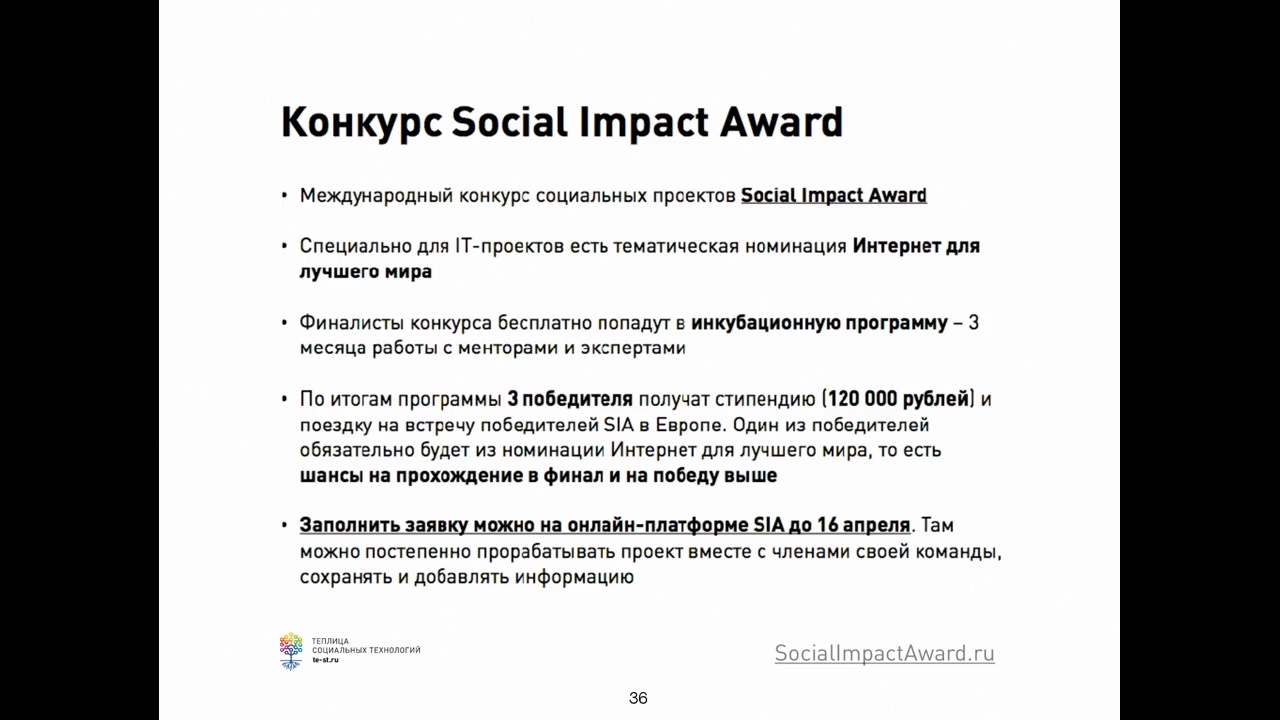 Конкурс Social Impact Award
• Международный конкурс социальных проектов Social Impact Award
• Специально для IT-проектов есть тематическая номинация Интернет для
лучшего мира
• Финалисты конкурса бесплатно попадут в инкубационную программу – 3
месяца работы с менторами и экспертами
• По итогам программы 3 победителя получат стипендию (120 000 рублей) и
поездку на встречу победителей SIA в Европе. Один из победителей
обязательно будет из номинации Интернет для лучшего мира, то есть
шансы на прохождение в финал и на победу выше
• Заполнить заявку можно на онлайн-платформе SIA до 16 апреля. Там
можно постепенно прорабатывать проект вместе с членами своей команды,
сохранять и добавлять информацию
ТЕПЛИЦА
СОЦИАЛЬНЫХ ТЕХНОЛОГИЙ
te-st.ru
SocialImpactAward.ru
36